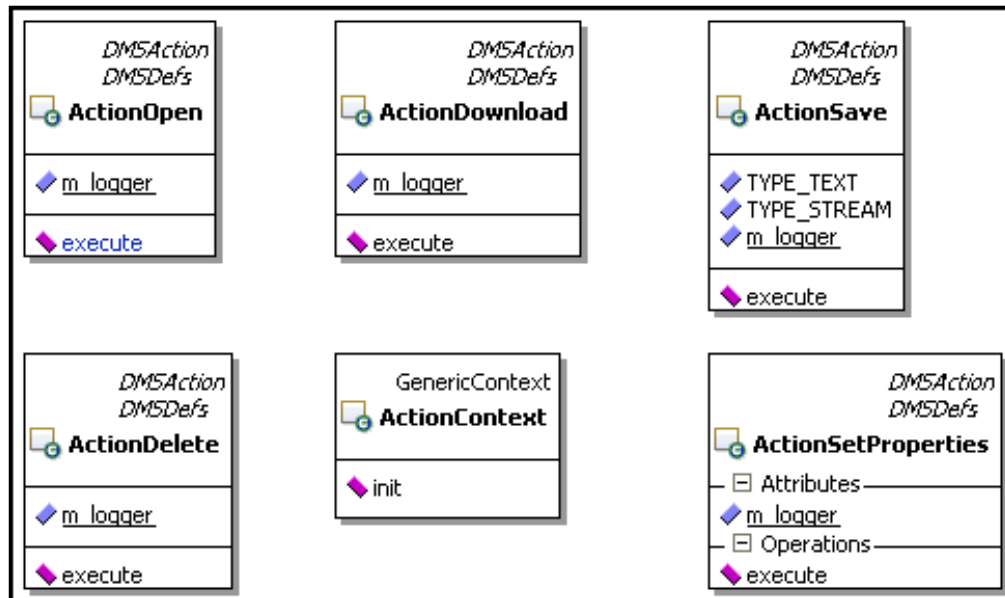 DMSAction
DMSDefs
ActionOpen
m_logger
execute
DMSAction
DMSDefs
ActionDownload
m_logger
execute
DMSAction
DMSDefs
ActionSave
TYPE_TEXT
TYPE_STREAM
m_logger
execute
DMSAction
DMSDefs
ActionDelete
m_logger
execute
GenericContext
ActionContext
init
DMSAction
DMSDefs
ActionSetProperties
Attributes
m_logger
Operations
execute